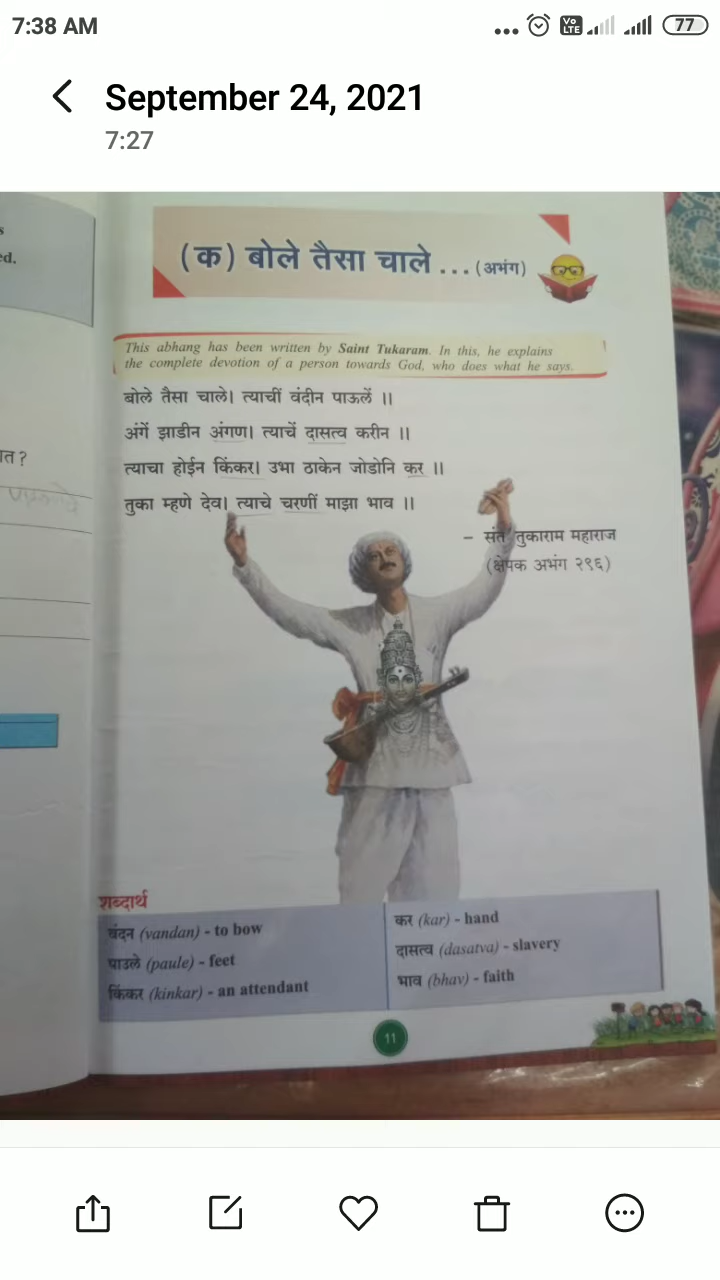 7:38 AM
Vo LTE
77
September 24, 2021
7:27
s
ed.
(क) बोले तैसा चाले ... (अभंग)
This abhang has been written by Saint Tukaram. In this, he explains
the complete devotion of a person towards God, who does what he says.
बोले तैसा चाले। त्याचीं वंदीन पाऊलें ॥
अंगें झाडीन अंगण। त्याचें दासत्व करीन ॥
त ?
त्याचा होईन किंकर। उभा ठाकेन जोडोनि कर ॥
तुका म्हणे देव। त्याचे चरणीं माझा भाव ॥
– संत तुकाराम महाराज
(क्षेपक अभंग २९६)
शब्दार्थ
वंदन (vandan) - to bow
पाउले (paule) - feet
किंकर (kinkar) - an attendant
कर (kar) - hand
दासत्व (dasatva) - slavery
भाव (bhav) - faith
11